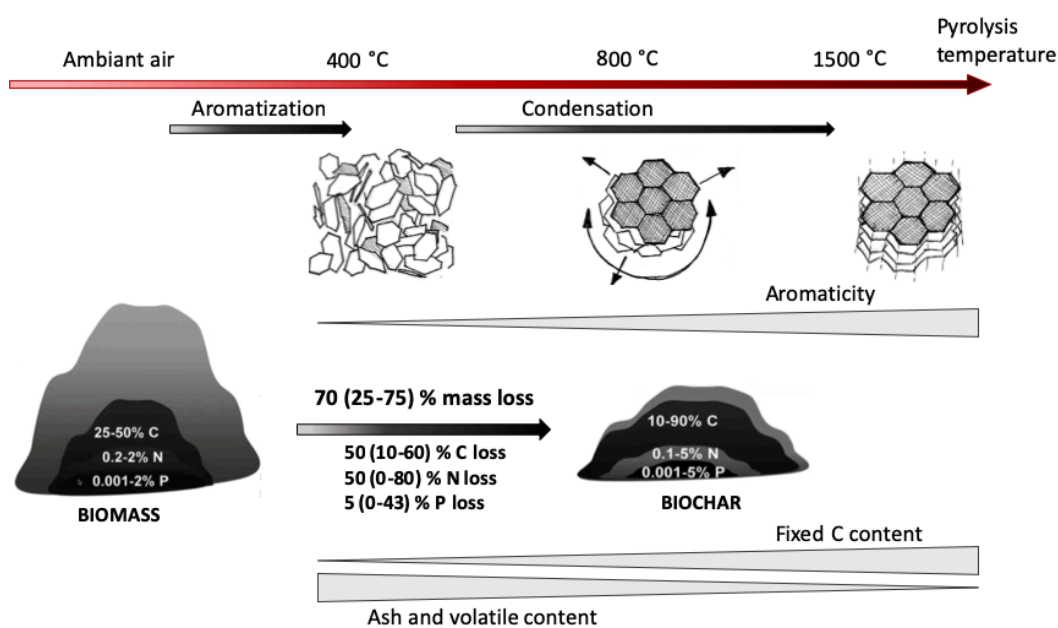 Pyrolysis
temperature
Ambiant air
400 °C
800 °C
1500 °C
Aromatization
Condensation
Aromaticity
70 (25-75) % mass loss
50 (10-60) % C loss
50 (0-80) % N loss
5 (0-43) % P loss
25-50% C
0.2-2% N
0.001-2% P
BIOMASS
10-90% C
0.1-5% N
0.001-5% P
BIOCHAR
Fixed C content
Ash and volatile content